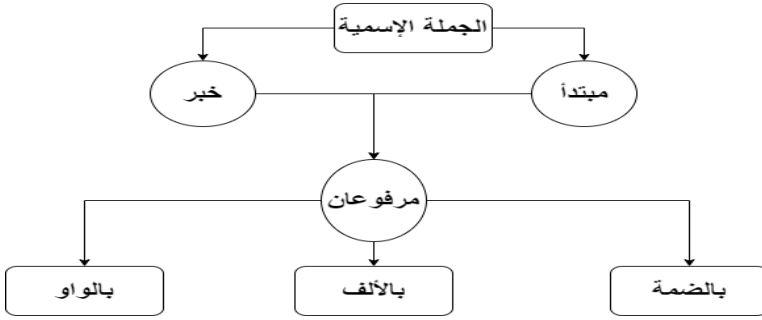 الجملة الإسمية
مبتدأ
خبر
مرفوعان
بالضمة
بالألف
بالواو